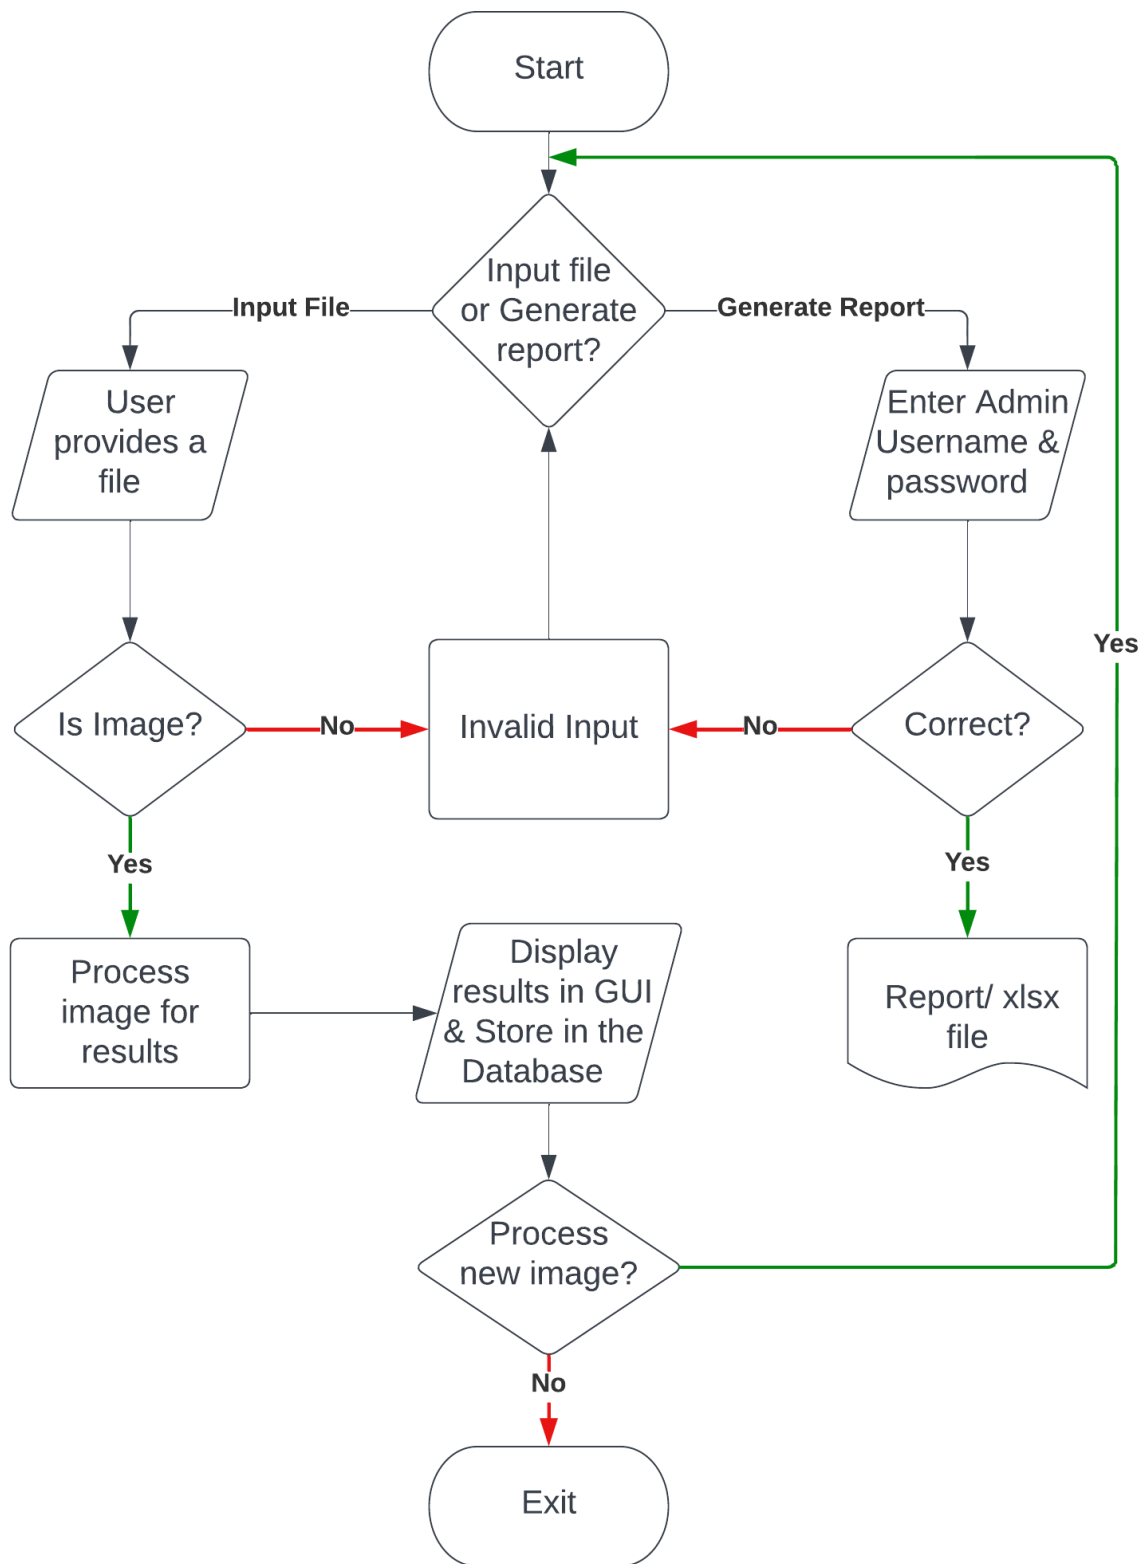 Start
Input file
or Generate
report?
Input File
Generate Report
User
provides a
file
Enter Admin
Username &
password
Is Image?
No
Invalid Input
No
Correct?
Yes
Yes
Yes
Process
image for
results
Display
results in GUI
& Store in the
Database
Report/ xlsx
file
Process
new image?
No
Exit